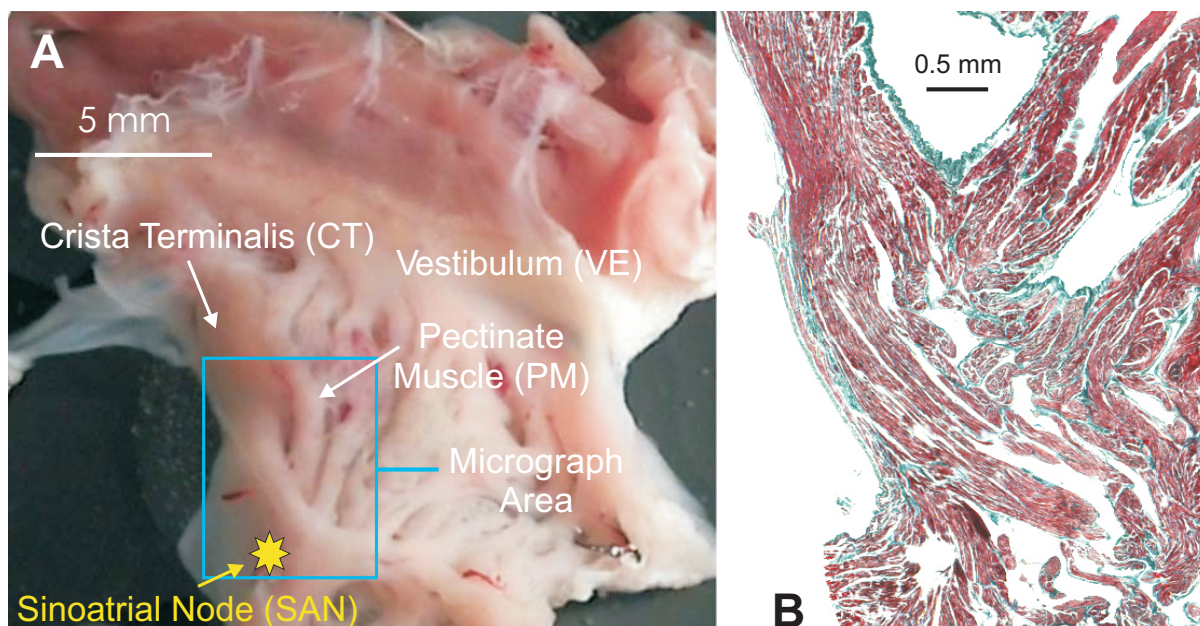 A
5 mm
Crista Terminalis (CT)
Vestibulum (VE)
Pectinate
Muscle (PM)
Micrograph
Area
Sinoatrial Node (SAN)
0.5 mm
B